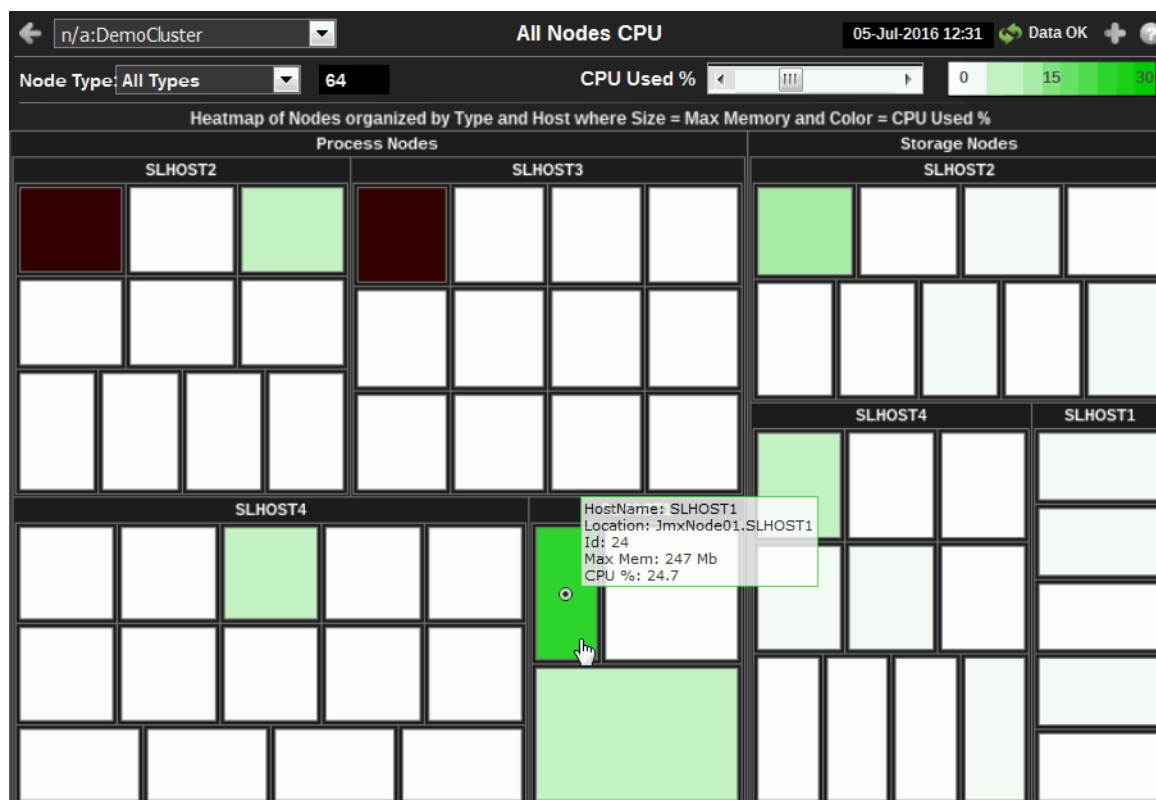 n/a:DemoCluster
All Nodes CPU
05-Jul-2016 12:31
Data OK
?
Node Type: All Types
64
CPU Used %
0 15 30
Heatmap of Nodes organized by Type and Host where Size = Max Memory and Color = CPU Used %
Process Nodes
Storage Nodes
SLHOST2
SLHOST3
SLHOST2
SLHOST4
SLHOST1
SLHOST4
HostName: SLHOST1
Location: JmxNode01.SLHOST1
Id: 24
Max Mem: 247 Mb
CPU %: 24.7